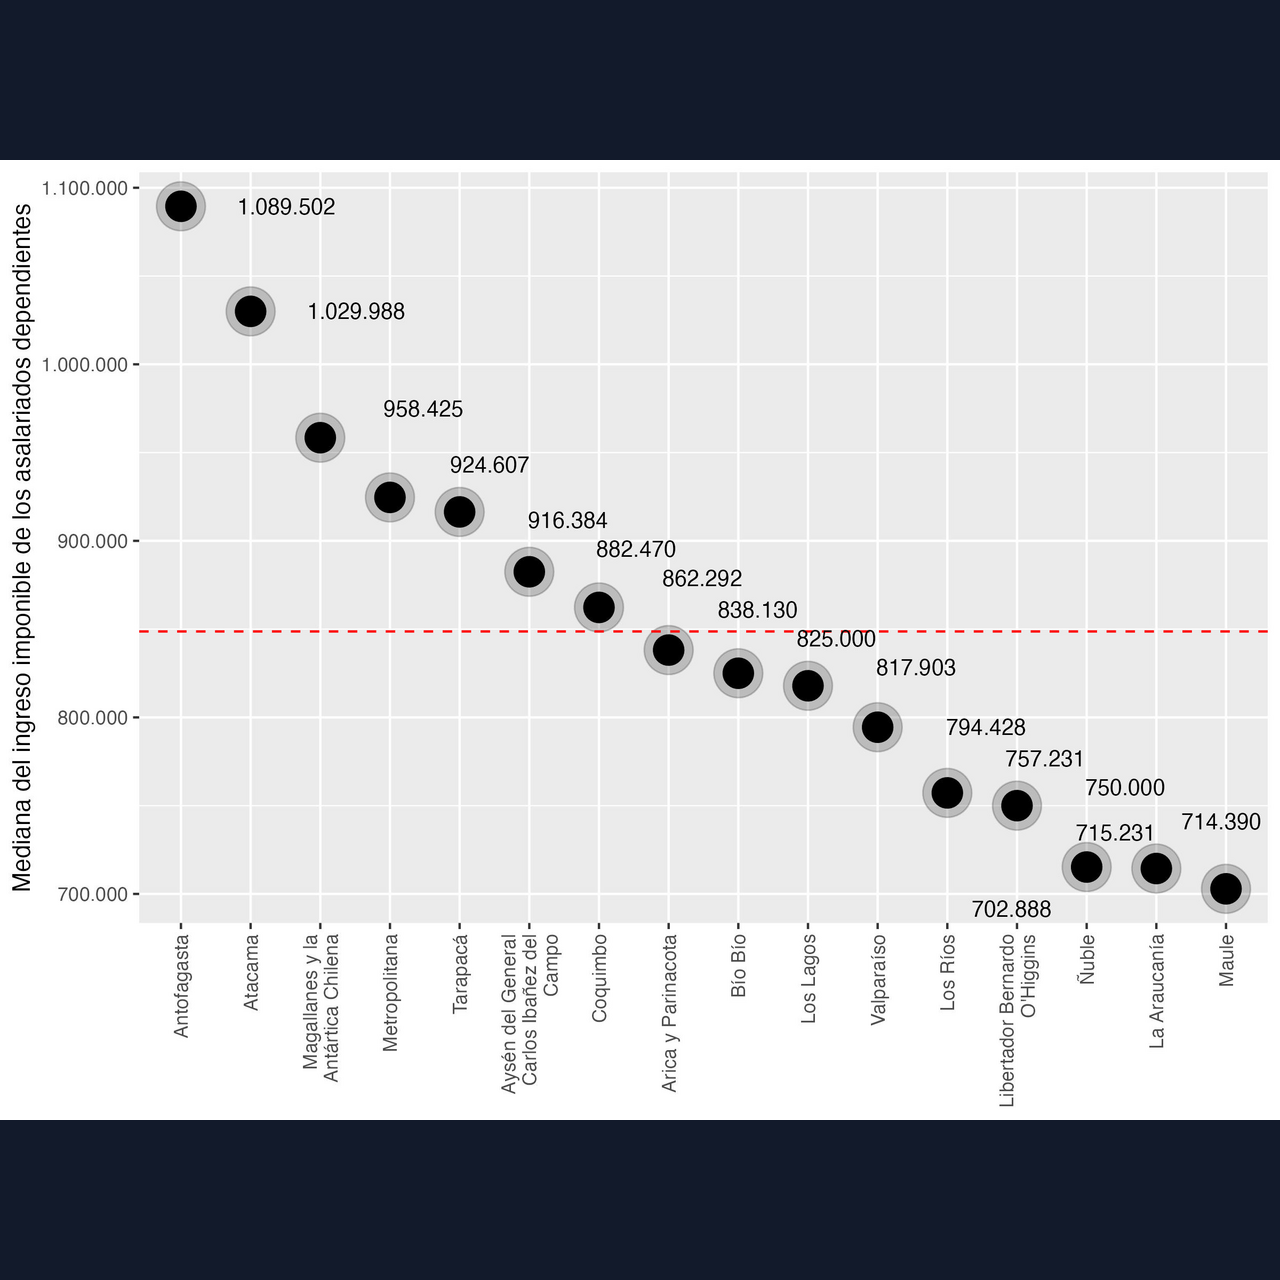 Mediana del ingreso imponible de los asalariados dependientes
1.100.000
1.000.000
900.000
800.000
700.000
1.089.502
1.029.988
958.425
924.607
916.384
882.470
862.292
838.130
825.000
817.903
794.428
757.231
750.000
714.390
715.231
702.888
Antofagasta
Atacama
Magallanes y la
Antártica Chilena
Metropolitana
Tarapacá
Aysén del General
Carlos Ibañez del
Campo
Coquimbo
Arica y Parinacota
Bío Bío
Los Lagos
Valparaíso
Los Ríos
Libertador Bernardo
O'Higgins
Ñuble
La Araucanía
Maule